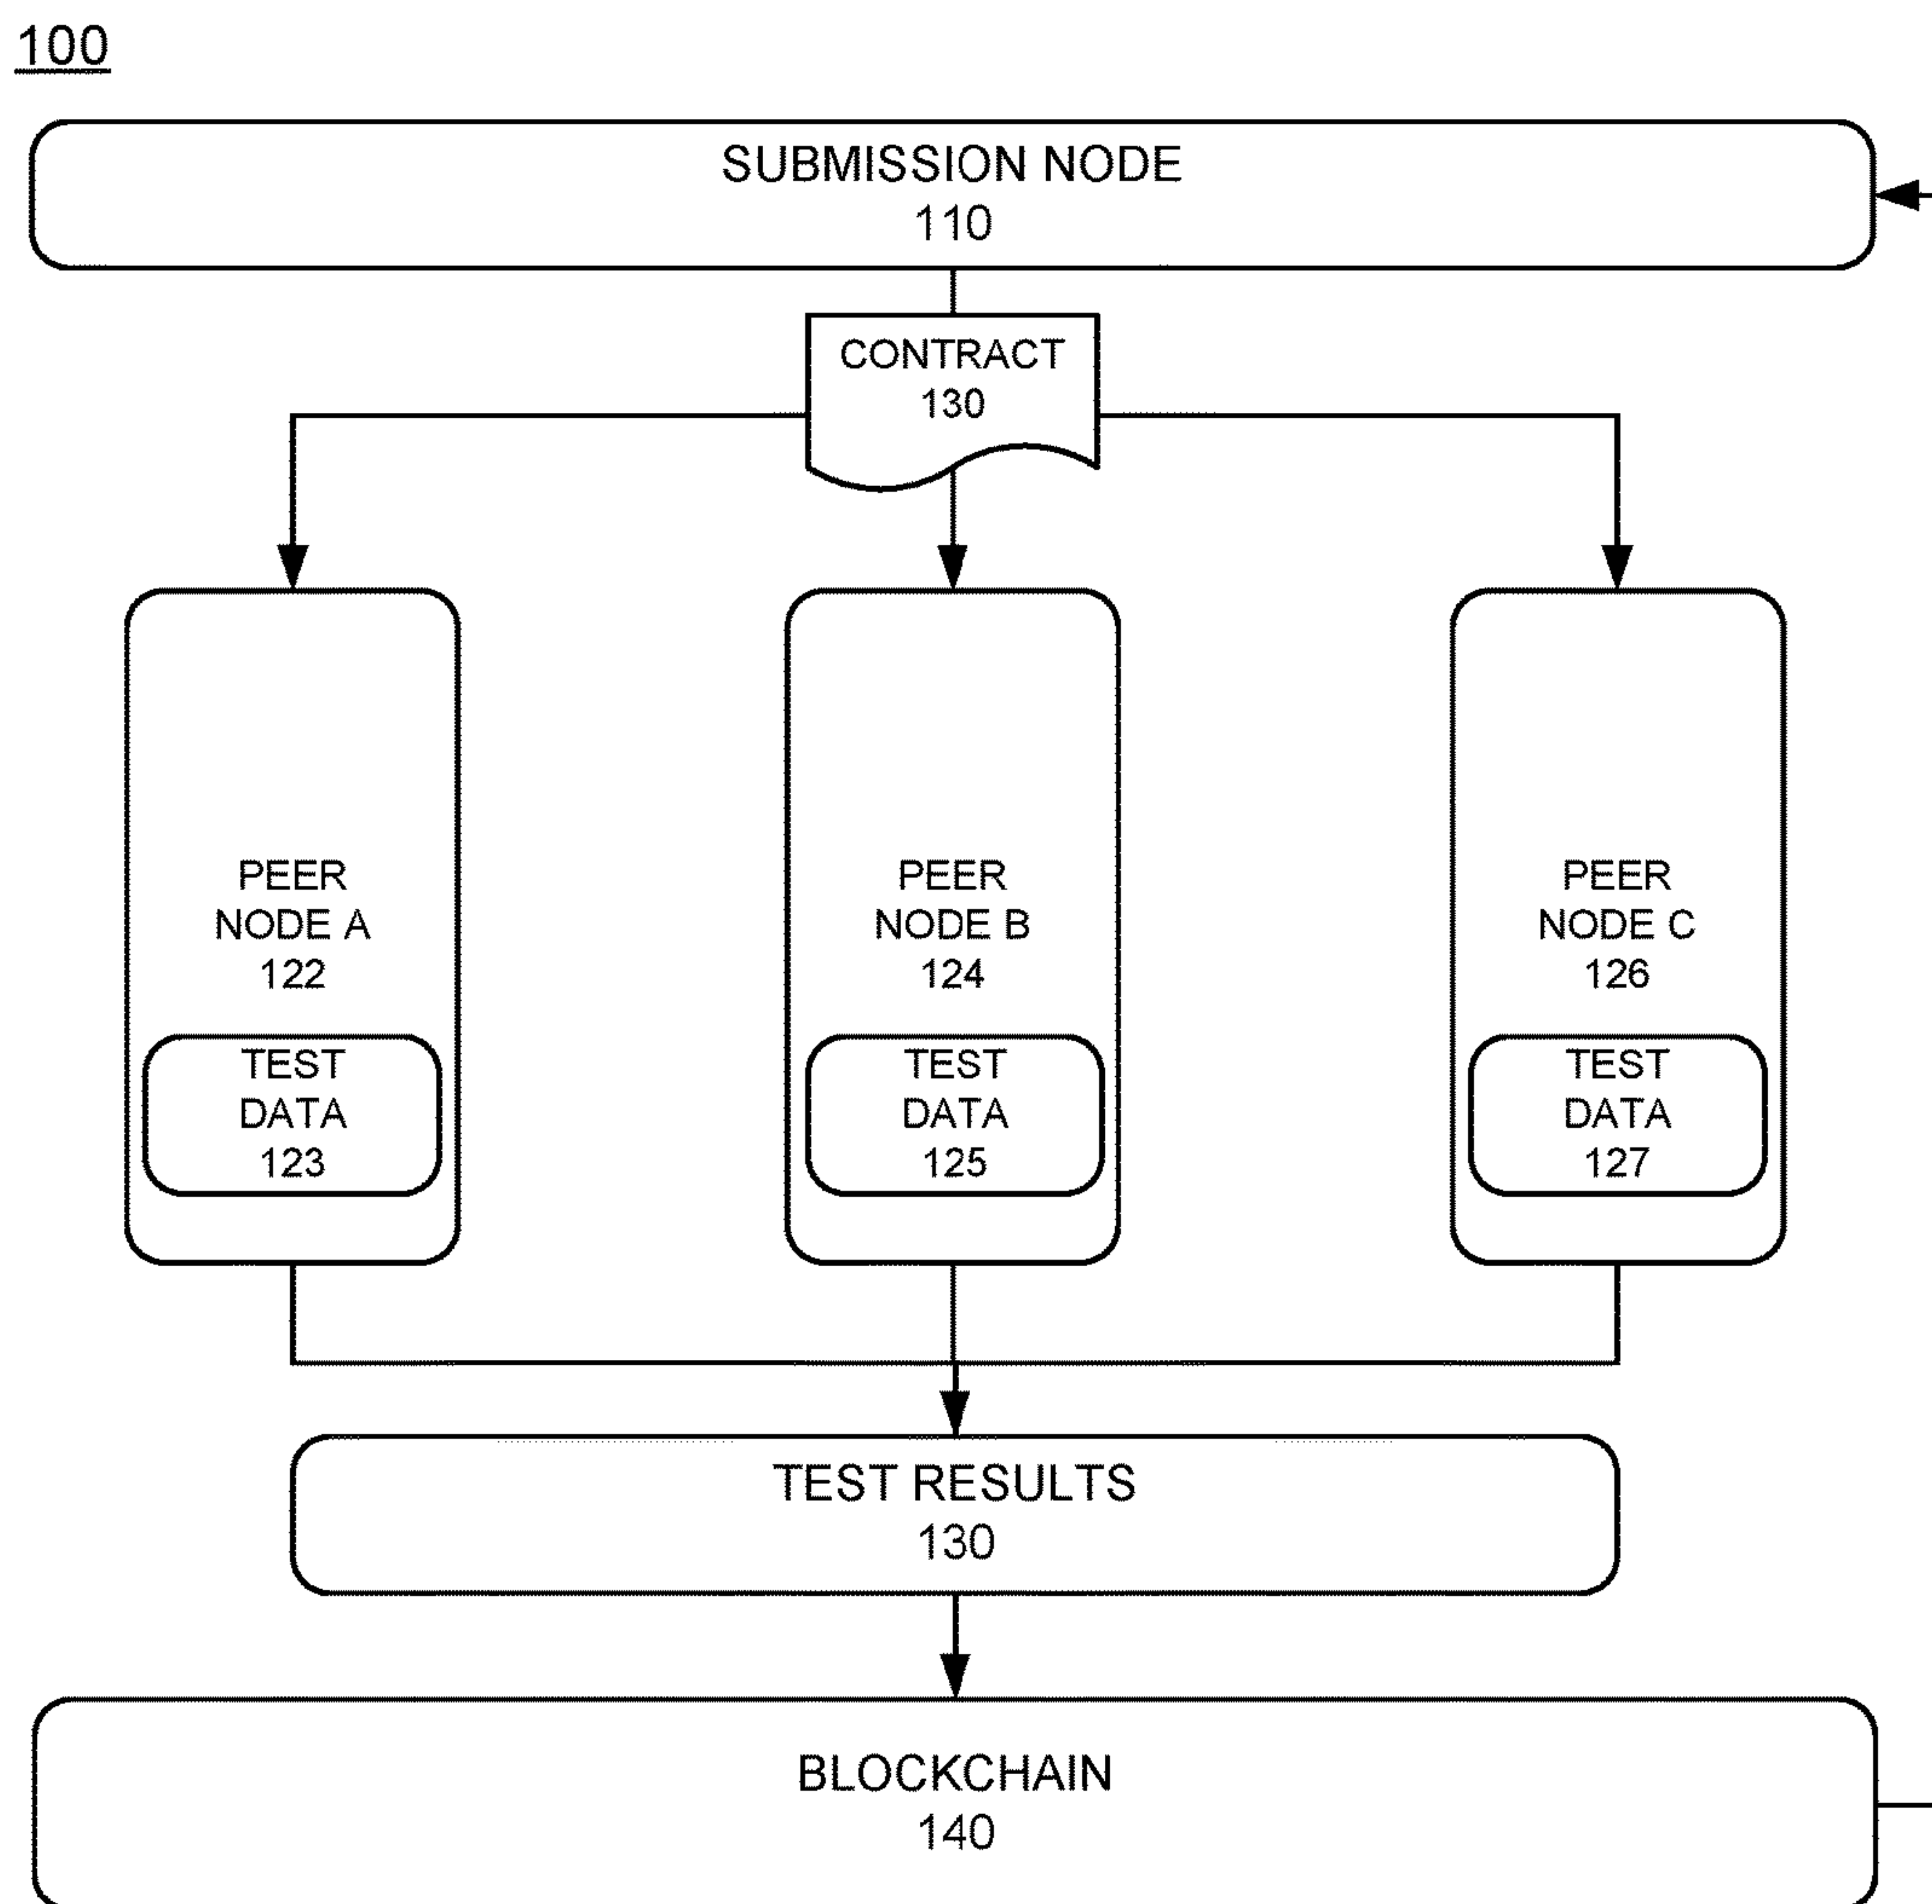 100
SUBMISSION NODE
110
CONTRACT
130
PEER
NODE A
122
TEST
DATA
123
PEER
NODE B
124
TEST
DATA
125
PEER
NODE C
126
TEST
DATA
127
TEST RESULTS
130
BLOCKCHAIN
140